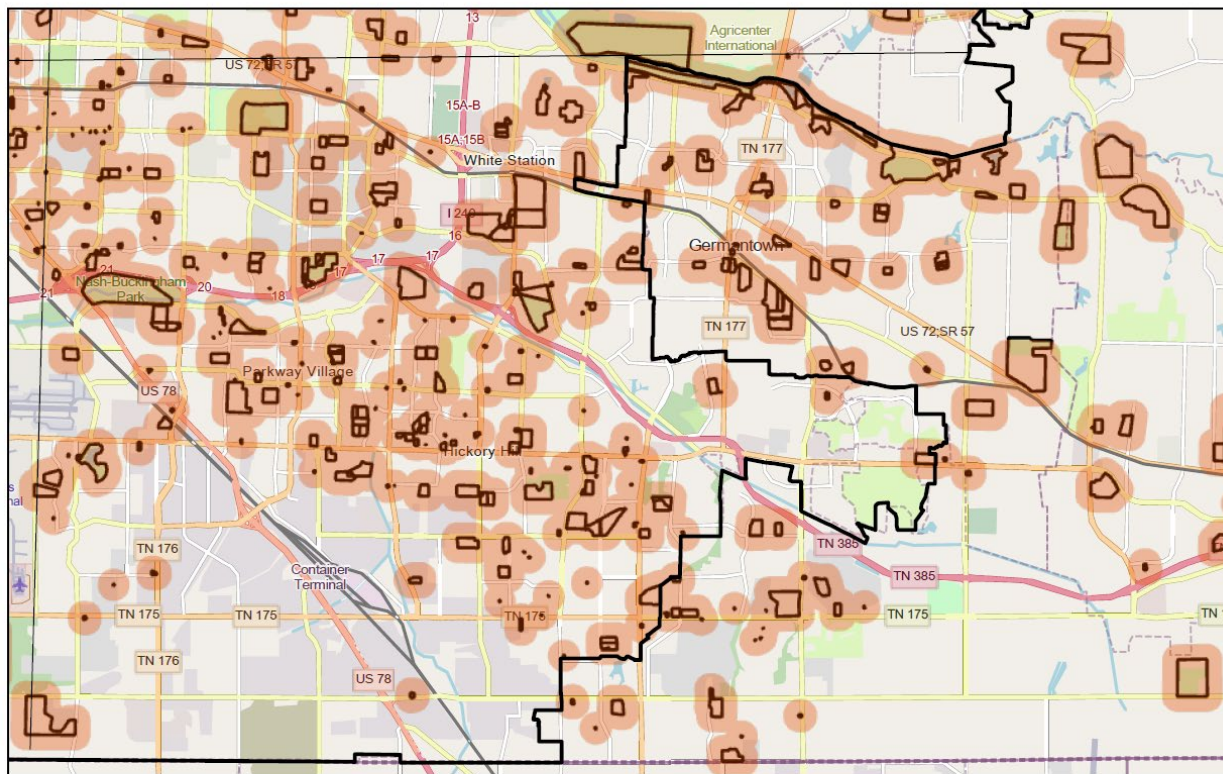 13
Agricenter
International
US 72;SR 57
15A-B
15A;15B
White Station
TN 177
I 240
16
17
17
17
18
20
21
21
Nash-Buckingham
Park
Germantown
TN 177
US 72;SR 57
Parkway Village
US 78
Hickory Hill
TN 176
TN 385
Container
Terminal
TN 385
TN 175
TN 175
TN 175
TN 175
TN
TN 176
US 78